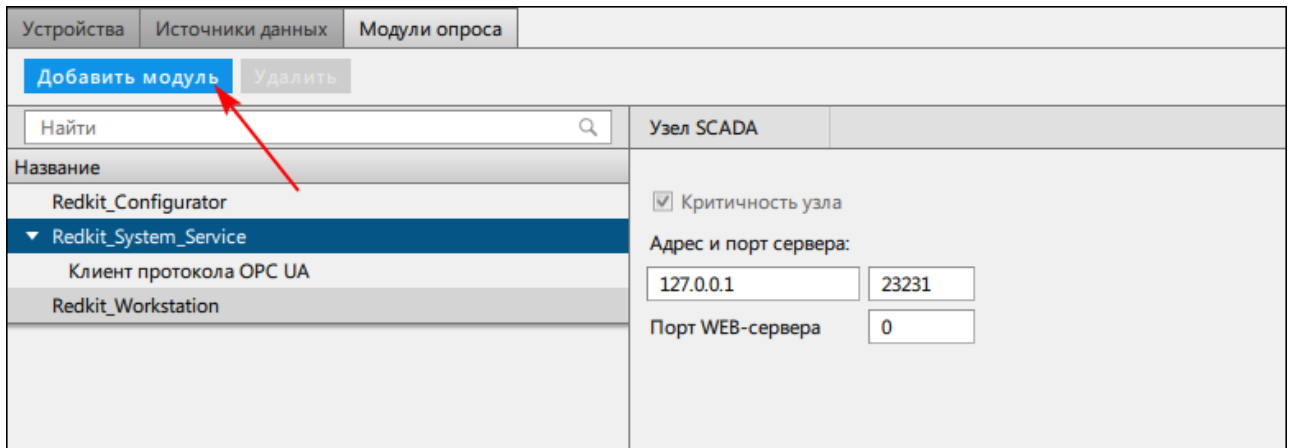 Устройства Источники данных Модули опроса
Добавить модуль Удалить
Найти Узел SCADA
Название
Redkit_Configurator Критичность узла
Redkit_System_Service Адрес и порт сервера:
Клиент протокола OPC UA 127.0.0.1 23231
Redkit_Workstation Порт WEB-сервера 0